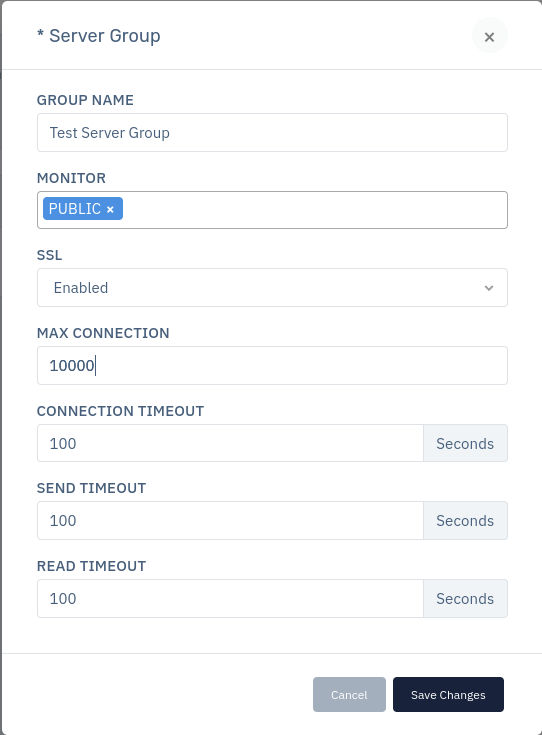 * Server Group
×
GROUP NAME
Test Server Group
MONITOR
PUBLIC ×
SSL
Enabled
MAX CONNECTION
10000
CONNECTION TIMEOUT
100 Seconds
SEND TIMEOUT
100 Seconds
READ TIMEOUT
100 Seconds
Cancel Save Changes